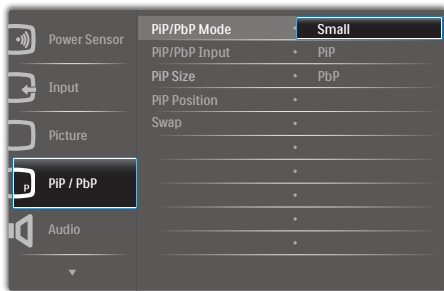 Power Sensor
Input
Picture
PiP / PbP
P
Audio
PiP/PbP Mode
PiP/PbP Input
PiP Size
PiP Position
Swap
Small
PiP
PbP